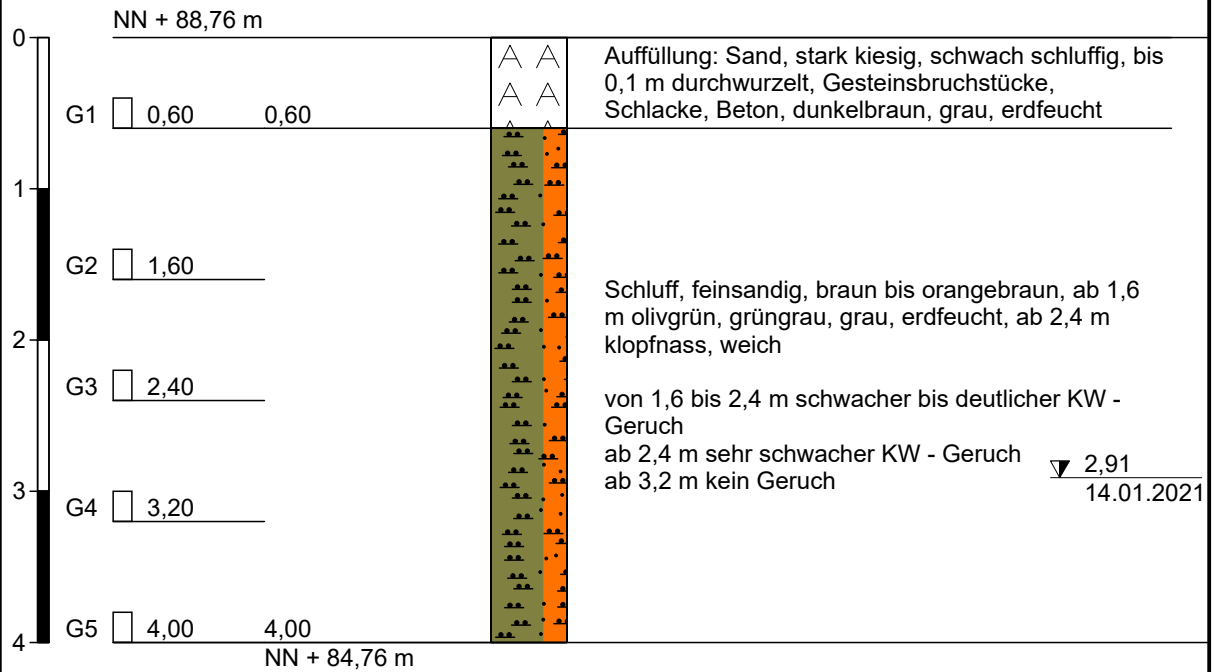 NN + 88,76 m
0
Auffüllung: Sand, stark kiesig, schwach schluffig, bis
0,1 m durchwurzelt, Gesteinsbruchstücke,
Schlacke, Beton, dunkelbraun, grau, erdfeucht
G1 0,60 0,60
1
G2 1,60
Schluff, feinsandig, braun bis orangebraun, ab 1,6
m olivgrün, grüngrau, grau, erdfeucht, ab 2,4 m
klopfnass, weich
2
G3 2,40
von 1,6 bis 2,4 m schwacher bis deutlicher KW -
Geruch
ab 2,4 m sehr schwacher KW - Geruch
ab 3,2 m kein Geruch
2,91
14.01.2021
3
G4 3,20
G5 4,00 4,00
4
NN + 84,76 m